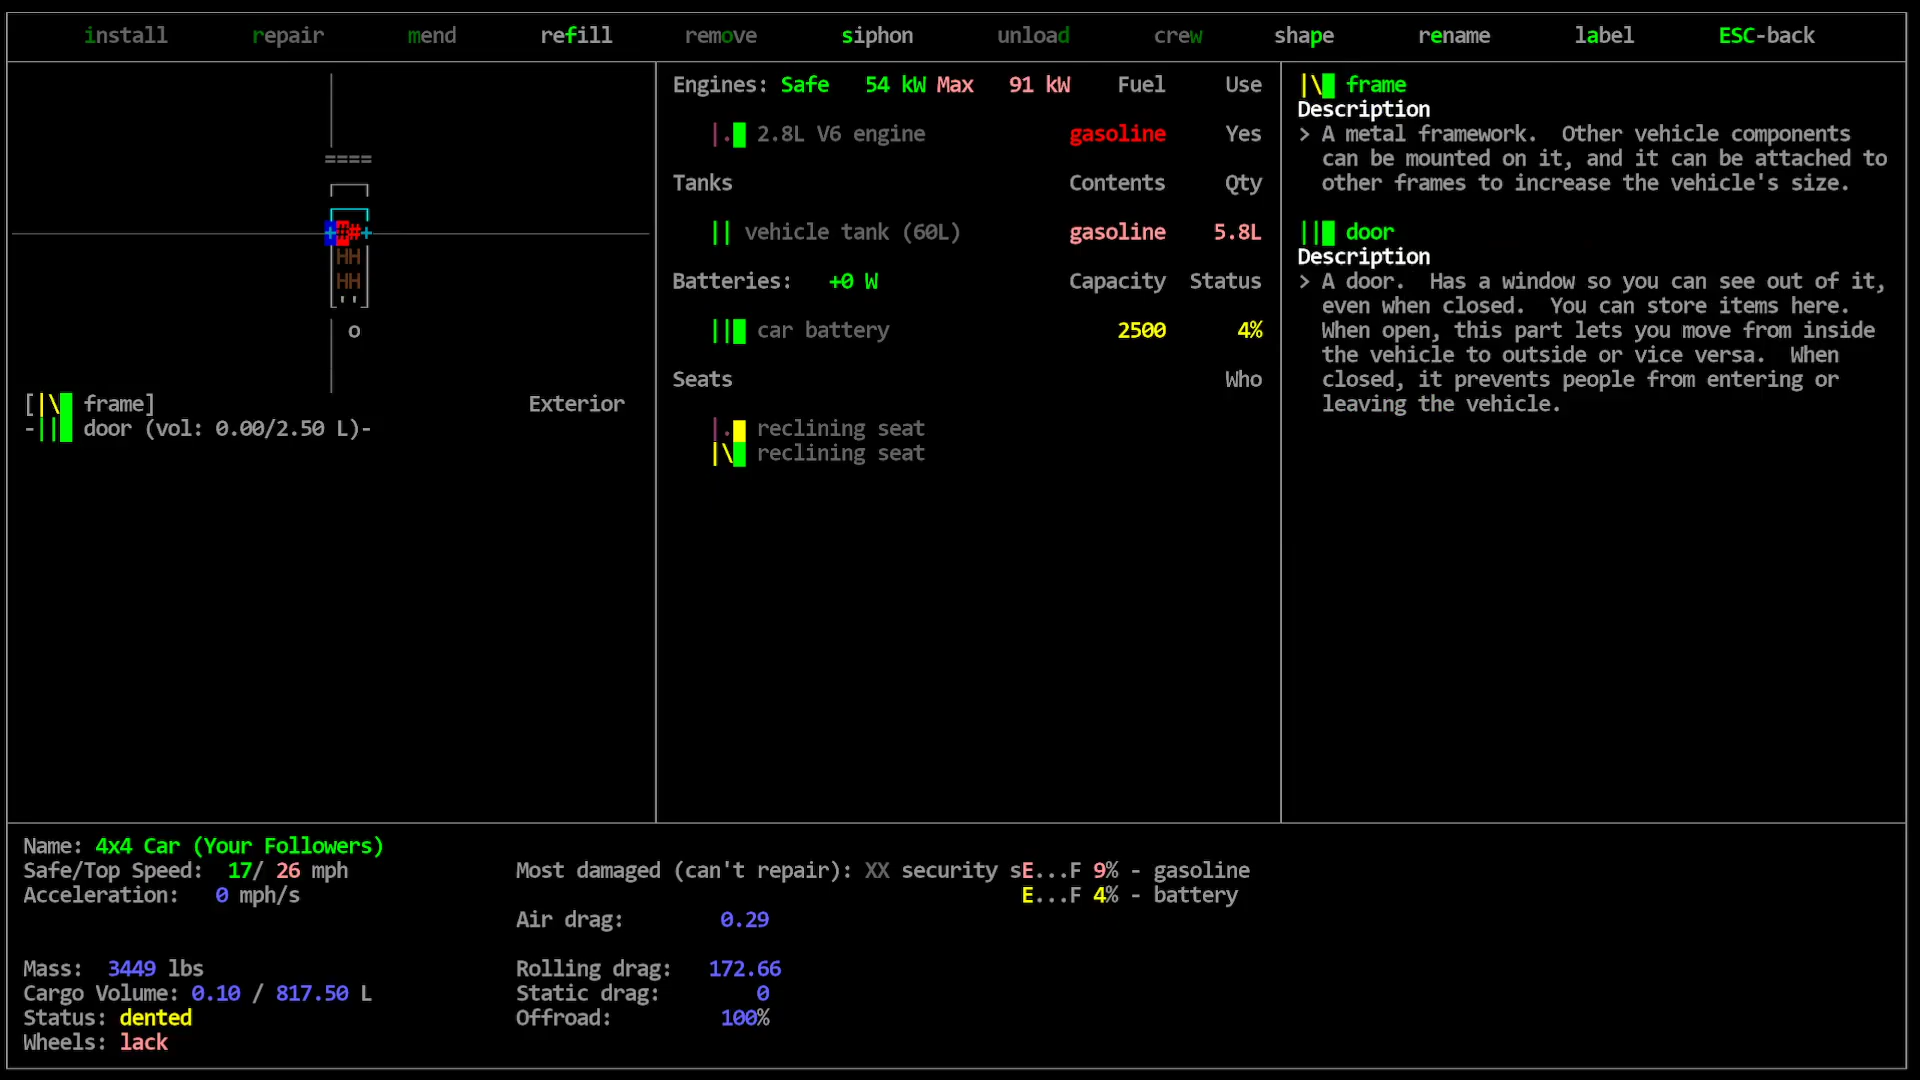 install repair mend refill remove siphon unload crew shape rename label ESC-back
Engines: Safe 54 kW Max 91 kW Fuel Use
|. 2.8L V6 engine gasoline Yes
Tanks Contents Qty
|| vehicle tank (60L) gasoline 5.8L
Batteries: +0 W Capacity Status
|| car battery 2500 4%
Seats Who
|. reclining seat
|\ reclining seat
====
+##+
HH
HH
['']
o
[|\ frame] Exterior
-|| door (vol: 0.00/2.50 L)-
|\ frame
Description
> A metal framework. Other vehicle components
can be mounted on it, and it can be attached to
other frames to increase the vehicle's size.
|| door
Description
> A door. Has a window so you can see out of it,
even when closed. You can store items here.
When open, this part lets you move from inside
the vehicle to outside or vice versa. When
closed, it prevents people from entering or
leaving the vehicle.
Name: 4x4 Car (Your Followers)
Safe/Top Speed: 17/ 26 mph
Acceleration: 0 mph/s
Mass: 3449 lbs
Cargo Volume: 0.10 / 817.50 L
Status: dented
Wheels: lack
Most damaged (can't repair): XX security sE...F 9% - gasoline
E...F 4% - battery
Air drag: 0.29
Rolling drag: 172.66
Static drag: 0
Offroad: 100%